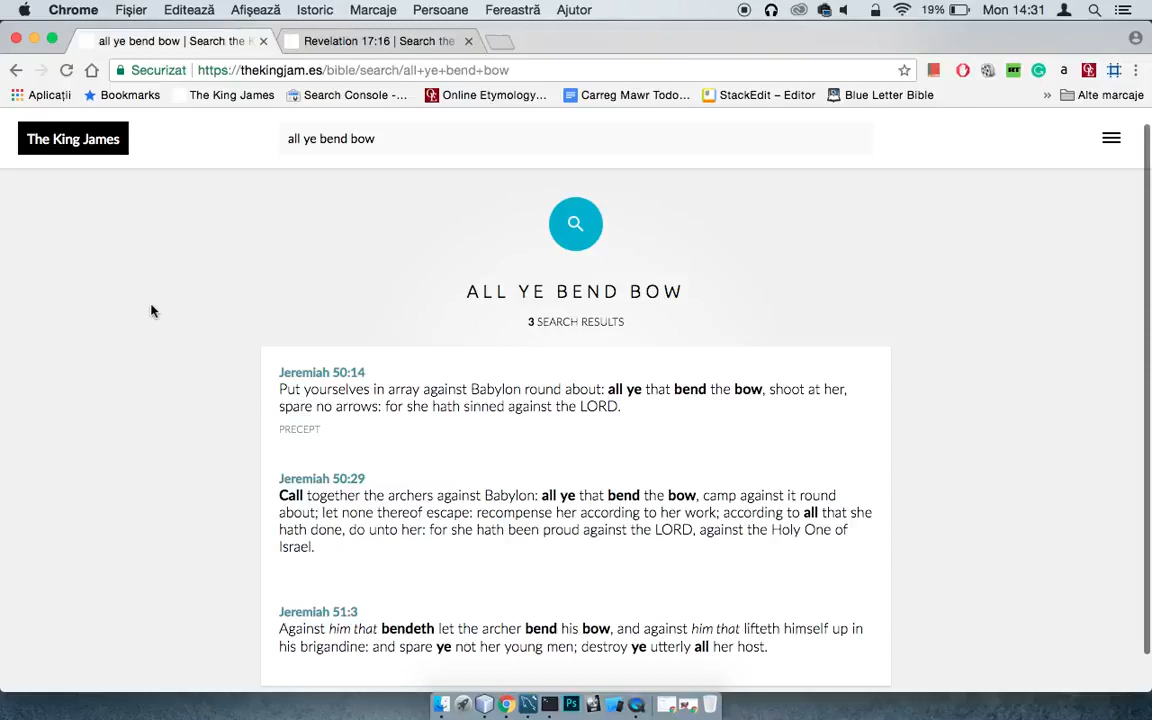 Chrome Fișier Editează Afișează Istoric Marcaje Persoane Fereastră Ajutor 19% Mon 14:31
all ye bend bow | Search the K
Revelation 17:16 | Search the
Securizat https://thekingjam.es/bible/search/all+ye+bend+bow
Aplicații Bookmarks The King James Search Console -... Online Etymology... Carreg Mawr Todo... StackEdit – Editor Blue Letter Bible » Alte marcaje
The King James all ye bend bow
ALL YE BEND BOW
3 SEARCH RESULTS
Jeremiah 50:14
Put yourselves in array against Babylon round about: all ye that bend the bow, shoot at her,
spare no arrows: for she hath sinned against the LORD.
PRECEPT
Jeremiah 50:29
Call together the archers against Babylon: all ye that bend the bow, camp against it round
about; let none thereof escape: recompense her according to her work; according to all that she
hath done, do unto her: for she hath been proud against the LORD, against the Holy One of
Israel.
Jeremiah 51:3
Against him that bendeth let the archer bend his bow, and against him that lifteth himself up in
his brigandine: and spare ye not her young men; destroy ye utterly all her host.
Ps